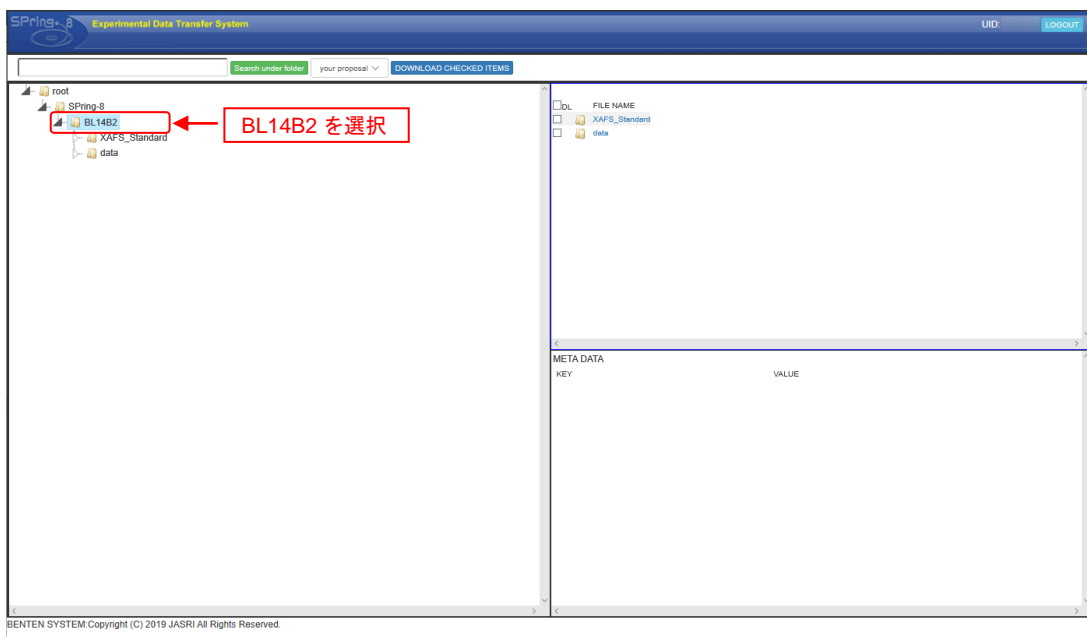 SPring-8 Experimental Data Transfer System UID: LOGOUT
Search under folder your proposal DOWNLOAD CHECKED ITEMS
root
SPring-8
BL14B2
XAFS_Standard
data
BL14B2 を選択
DL FILE NAME
XAFS_Standard
data
META DATA
KEY VALUE
BENTEN SYSTEM:Copyright (C) 2019 JASRI All Rights Reserved.